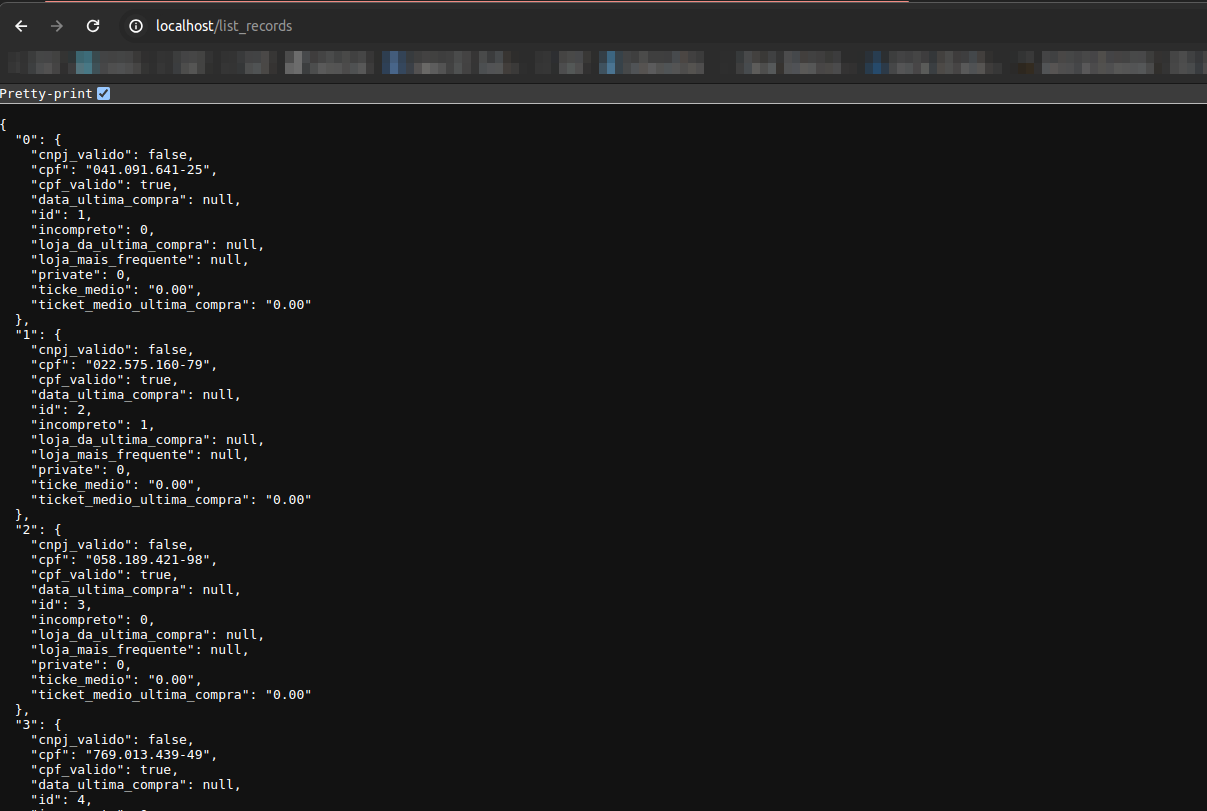 localhost/list_records
Pretty-print
{
  "0": {
    "cnpj_valido": false,
    "cpf": "041.091.641-25",
    "cpf_valido": true,
    "data_ultima_compra": null,
    "id": 1,
    "incompreto": 0,
    "loja_da_ultima_compra": null,
    "loja_mais_frequente": null,
    "private": 0,
    "ticke_medio": "0.00",
    "ticket_medio_ultima_compra": "0.00"
  },
  "1": {
    "cnpj_valido": false,
    "cpf": "022.575.160-79",
    "cpf_valido": true,
    "data_ultima_compra": null,
    "id": 2,
    "incompreto": 1,
    "loja_da_ultima_compra": null,
    "loja_mais_frequente": null,
    "private": 0,
    "ticke_medio": "0.00",
    "ticket_medio_ultima_compra": "0.00"
  },
  "2": {
    "cnpj_valido": false,
    "cpf": "058.189.421-98",
    "cpf_valido": true,
    "data_ultima_compra": null,
    "id": 3,
    "incompreto": 0,
    "loja_da_ultima_compra": null,
    "loja_mais_frequente": null,
    "private": 0,
    "ticke_medio": "0.00",
    "ticket_medio_ultima_compra": "0.00"
  },
  "3": {
    "cnpj_valido": false,
    "cpf": "769.013.439-49",
    "cpf_valido": true,
    "data_ultima_compra": null,
    "id": 4,